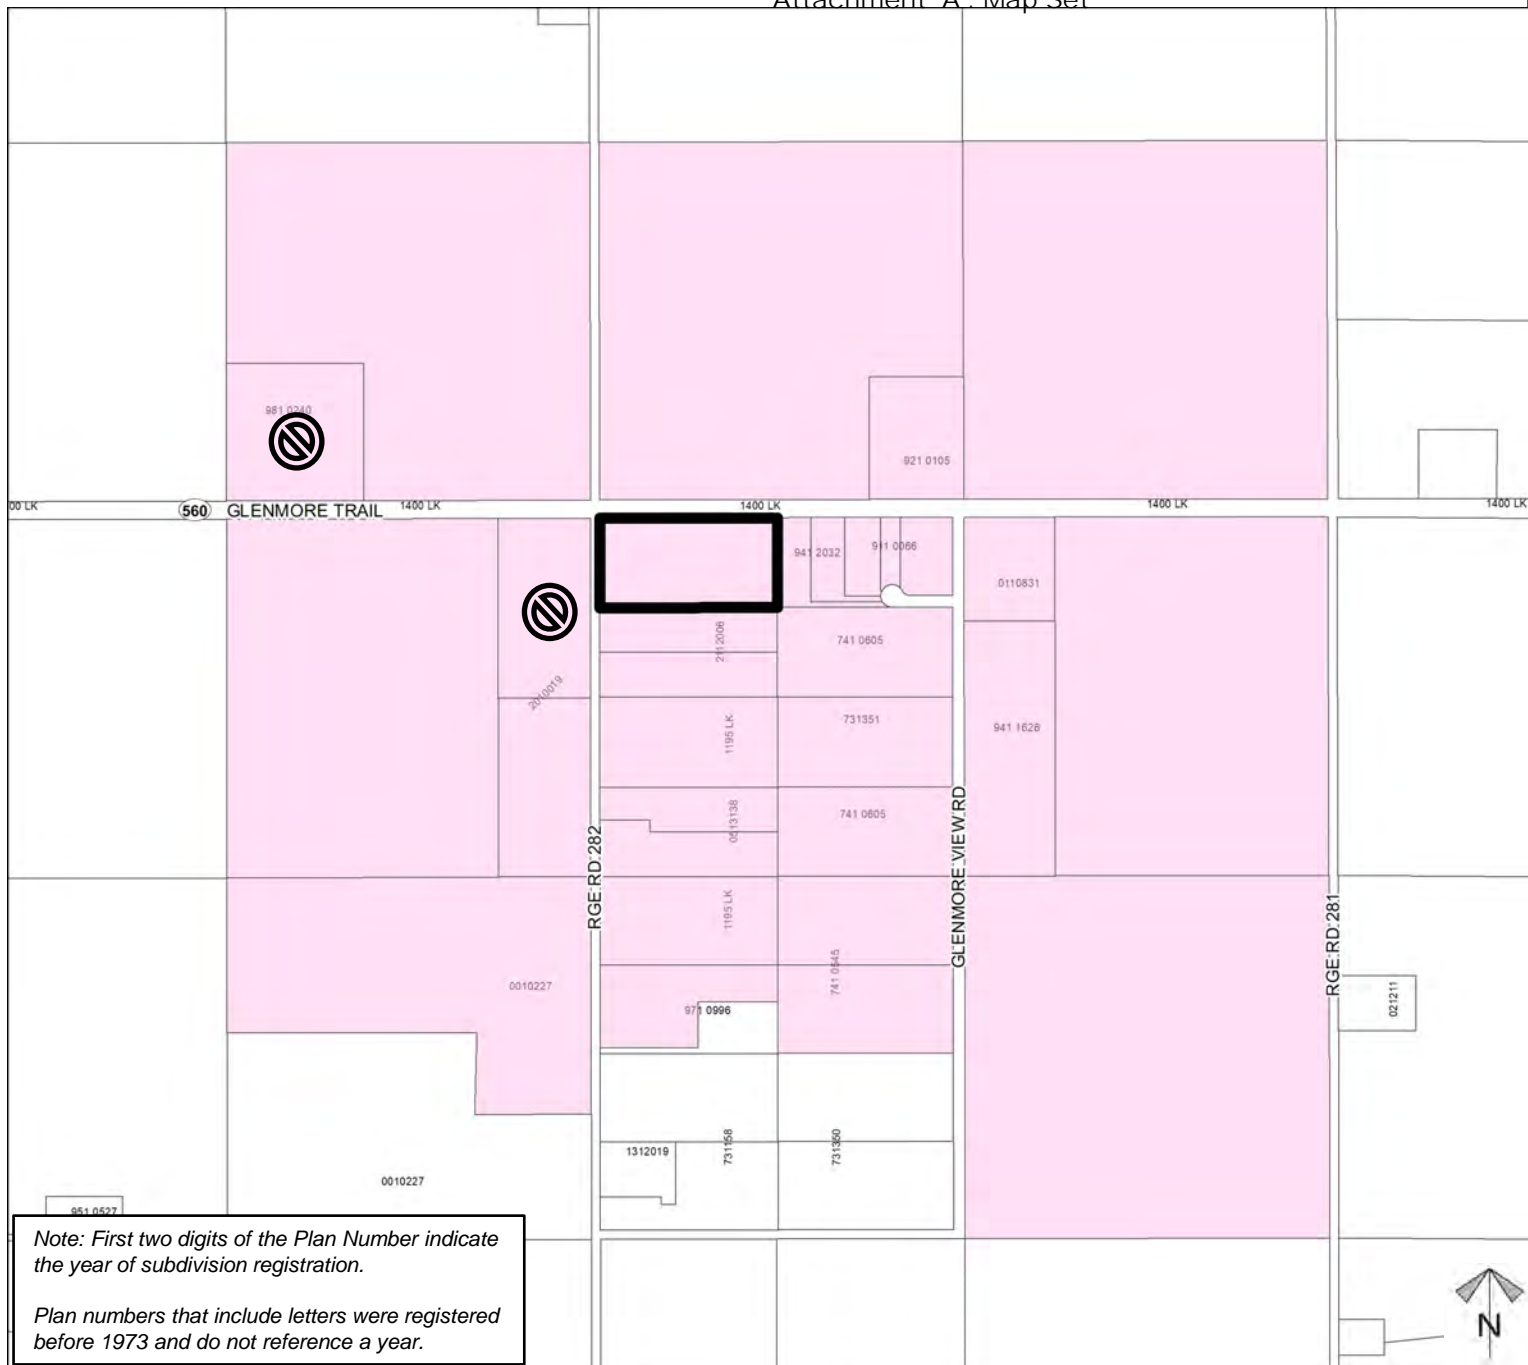 Attachment 'A': Map Set
981 0240
921 0105
00 LK
560
GLENMORE TRAIL
1400 LK
1400 LK
1400 LK
1400 LK
941 2032
911 0066
0110831
2112006
741 0605
2010019
1195 LK
731351
941 1628
0513138
741 0605
RGE RD 282
GLENMORE VIEW RD
1195 LK
RGE RD 281
741 0545
0010227
971 0996
021211
1312019
731158
731350
0010227
951 0527
Note: First two digits of the Plan Number indicate
the year of subdivision registration.
Plan numbers that include letters were registered
before 1973 and do not reference a year.
N